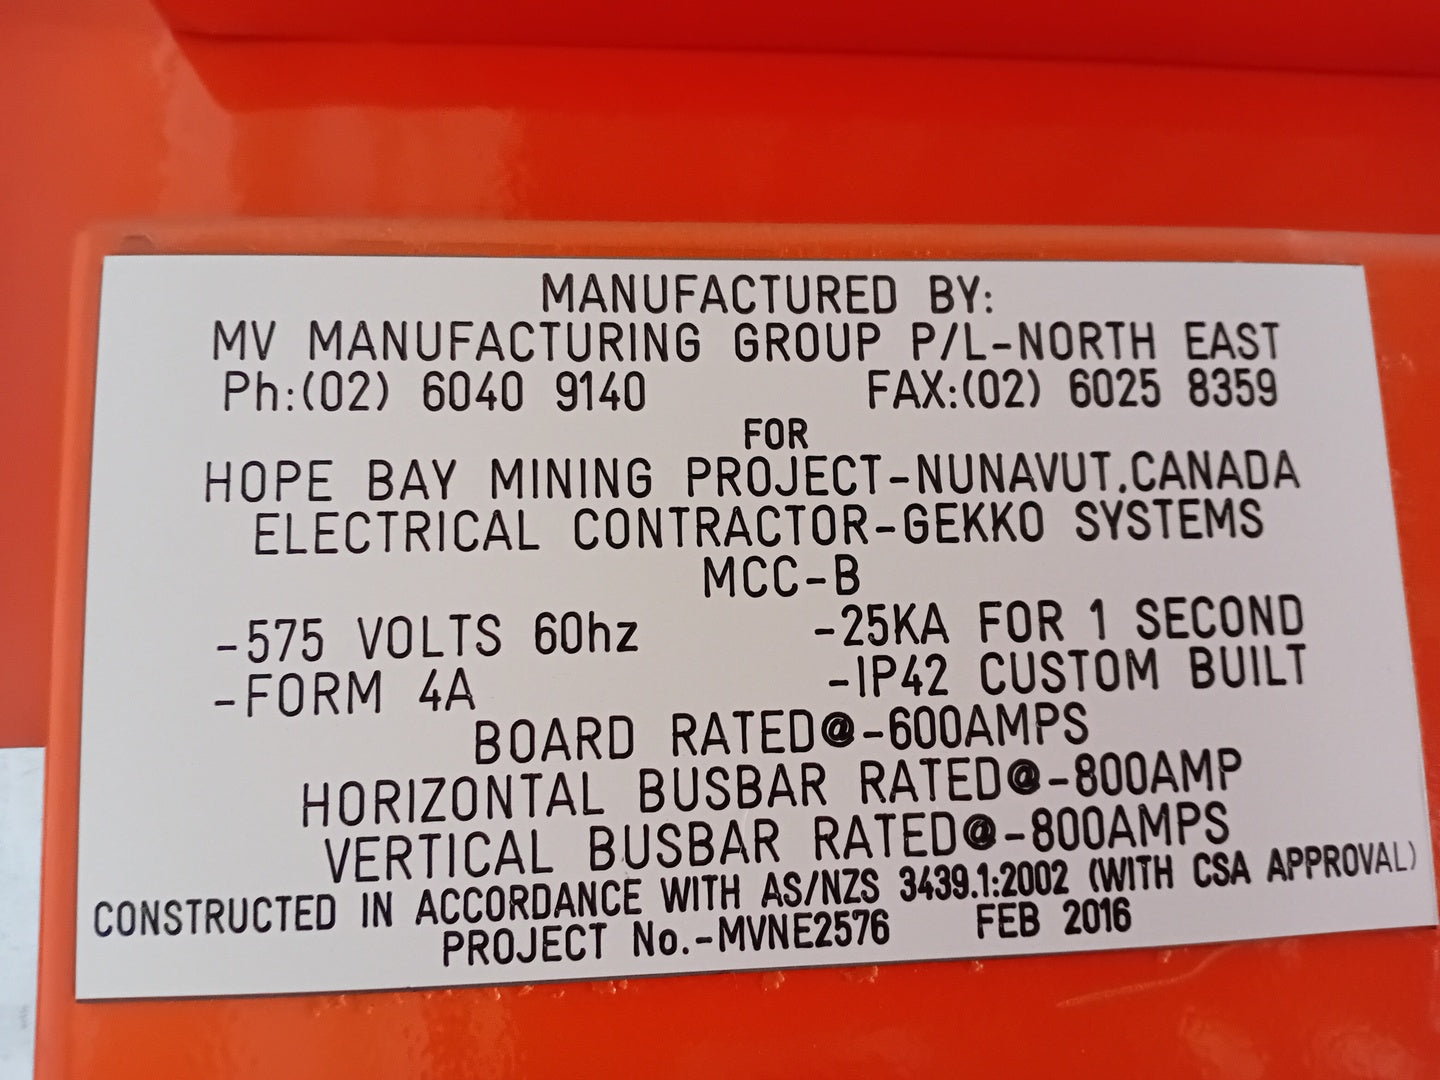 MANUFACTURED BY:
MV MANUFACTURING GROUP P/L-NORTH EAST
Ph:(02) 6040 9140 FAX:(02) 6025 8359
FOR
HOPE BAY MINING PROJECT-NUNAVUT.CANADA
ELECTRICAL CONTRACTOR-GEKKO SYSTEMS
MCC-B
-575 VOLTS 60hz -25KA FOR 1 SECOND
-FORM 4A -IP42 CUSTOM BUILT
BOARD RATED@-600AMPS
HORIZONTAL BUSBAR RATED@-800AMP
VERTICAL BUSBAR RATED@-800AMPS
CONSTRUCTED IN ACCORDANCE WITH AS/NZS 3439.1:2002 (WITH CSA APPROVAL)
PROJECT No.-MVNE2576 FEB 2016